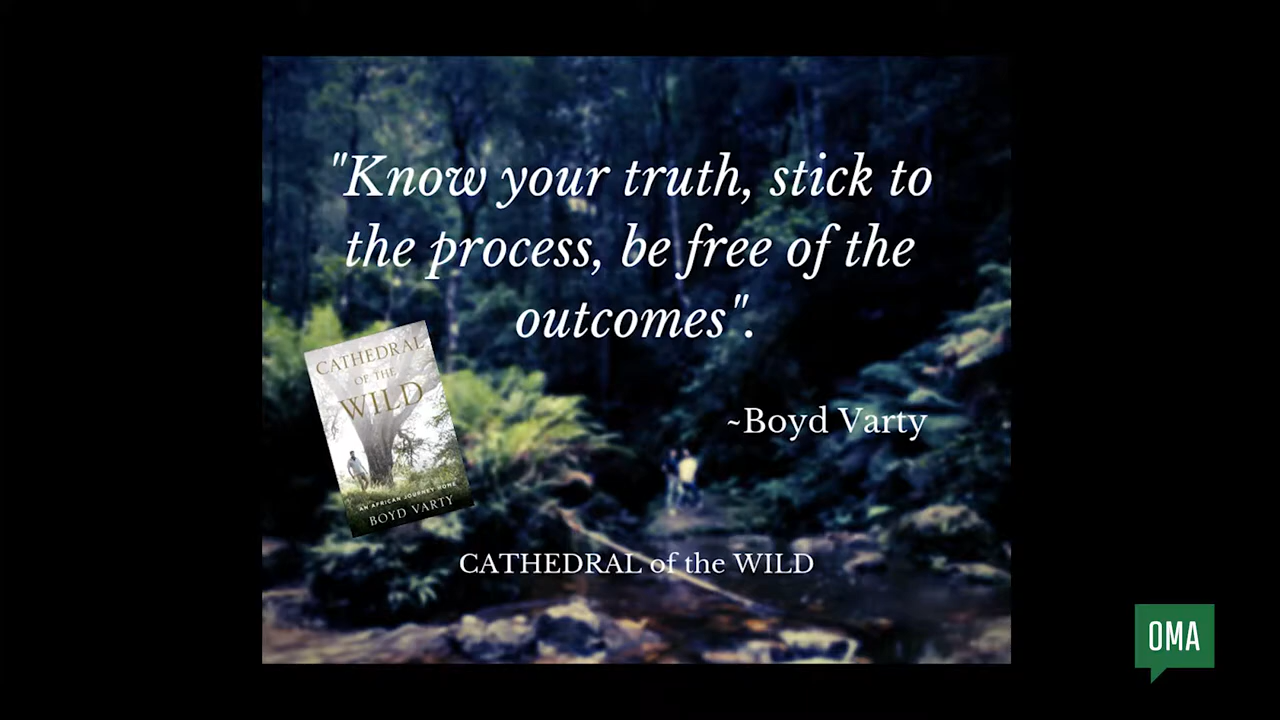 "Know your truth, stick to
the process, be free of the
outcomes".
CATHEDRAL
OF THE
WILD
AN AFRICAN JOURNEY HOME
BOYD VARTY
~Boyd Varty
CATHEDRAL of the WILD
OMA